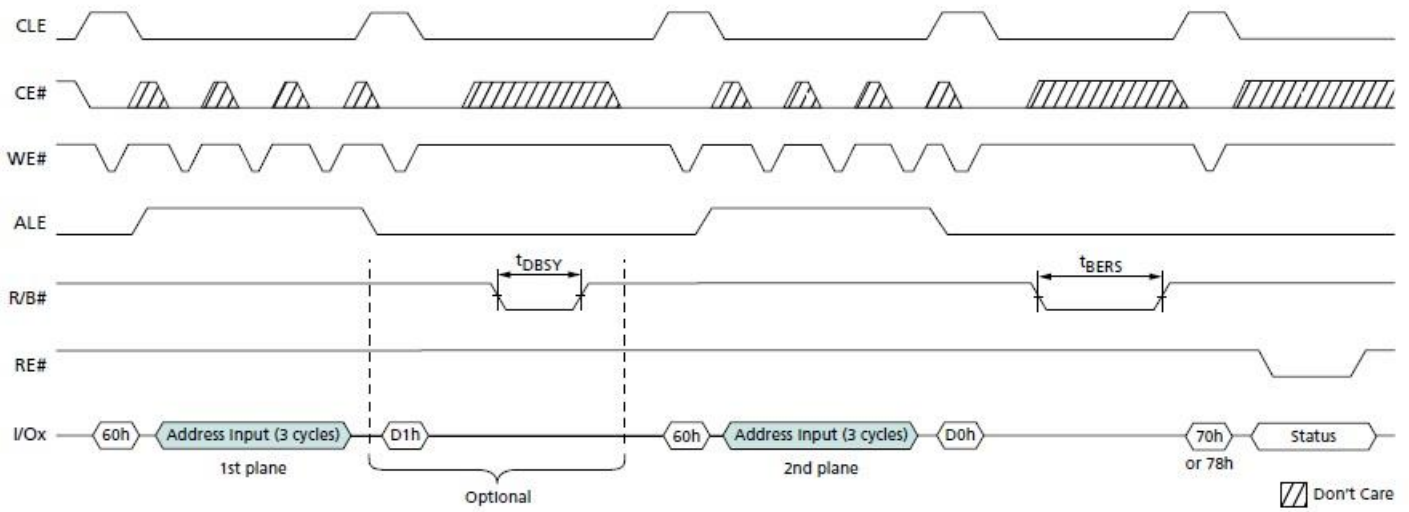 CLE
CE#
WE#
ALE
tDBSY
tBERS
R/B#
RE#
I/Ox
60h
Address Input (3 cycles)
D1h
60h
Address Input (3 cycles)
D0h
70h
Status
1st plane
2nd plane
or 78h
Optional
Don't Care